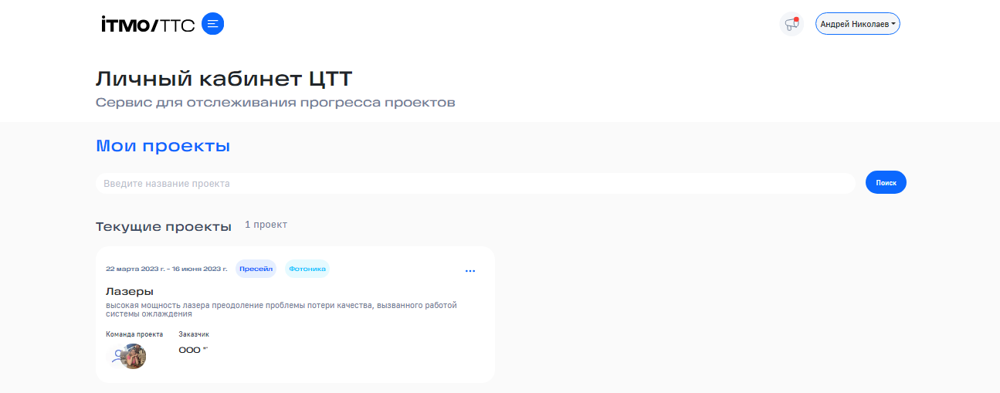 iTMO/TTC
Андрей Николаев
Личный кабинет ЦТТ
Сервис для отслеживания прогресса проектов
Мои проекты
Введите название проекта
Поиск
Текущие проекты 1 проект
22 марта 2023 г. - 16 июня 2023 г. Пресейл Фотоника
Лазеры
высокая мощность лазера преодоление проблемы потери качества, вызванного работой
системы охлаждения
Команда проекта Заказчик
ООО "'